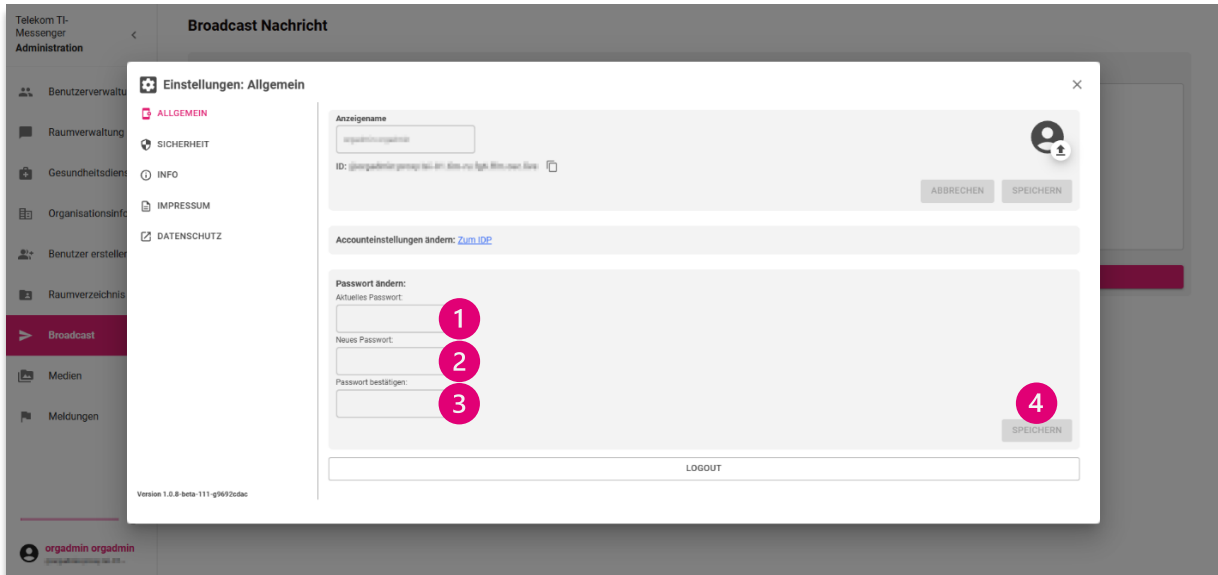 Telekom TI-
Messenger
Administration
Broadcast Nachricht
Benutzerverwaltu
Raumverwaltung
Gesundheitsdiens
Organisationsinfo
Benutzer ersteller
Raumverzeichnis
Broadcast
Medien
Meldungen
orgadmin orgadmin
Einstellungen: Allgemein
ALLGEMEIN
SICHERHEIT
INFO
IMPRESSUM
DATENSCHUTZ
Version 1.0.8-beta-111-g9692cdac
Anzeigename
ID:
ABBRECHEN
SPEICHERN
Accounteinstellungen ändern: Zum IDP
Passwort ändern:
Aktuelles Passwort:
1
Neues Passwort:
2
Passwort bestätigen:
3
4
SPEICHERN
LOGOUT